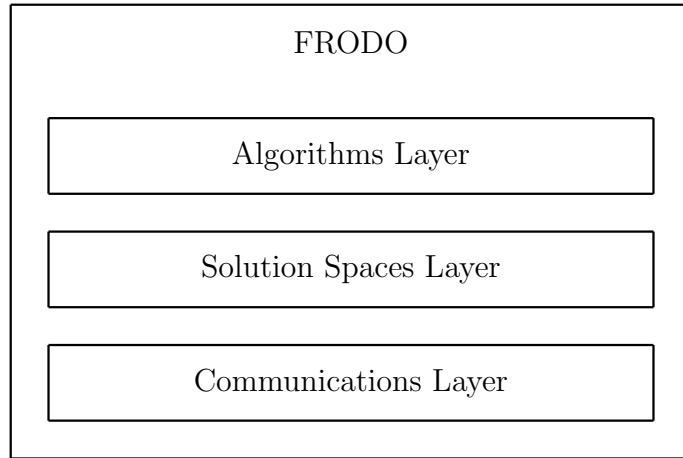 FRODO
Algorithms Layer
Solution Spaces Layer
Communications Layer